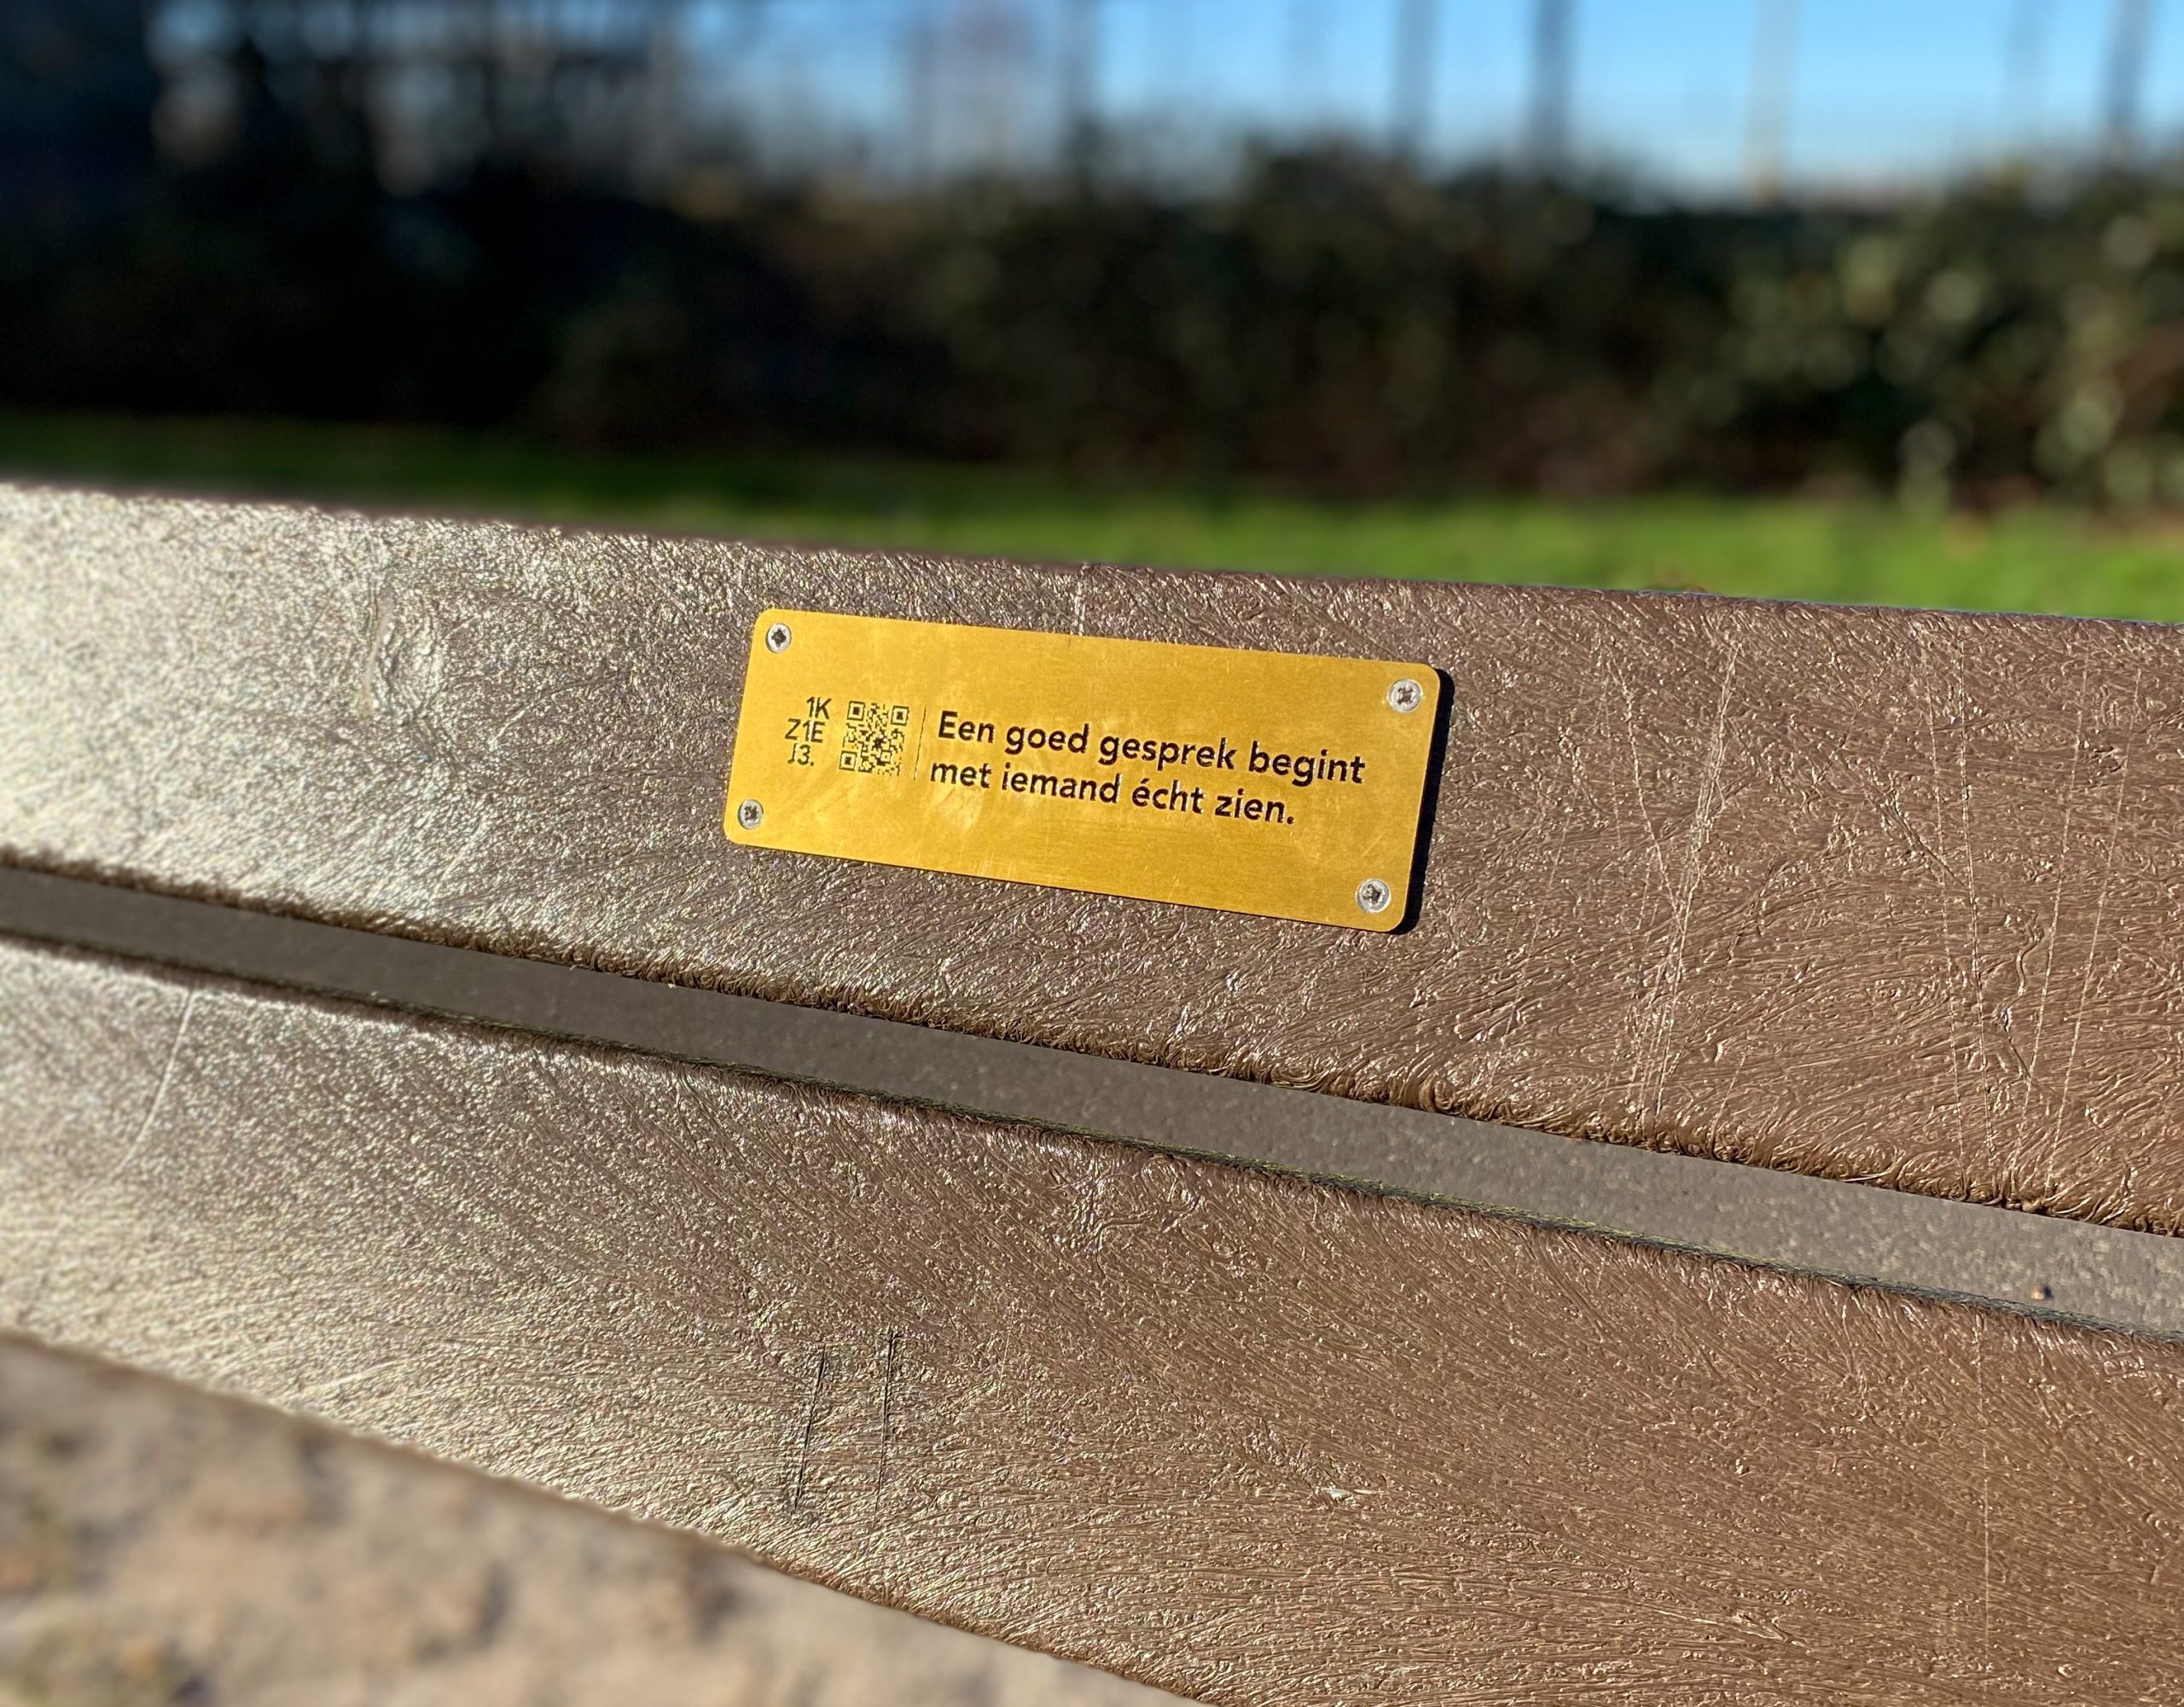 1K
Z1E
J3.
Een goed gesprek begint
met iemand écht zien.